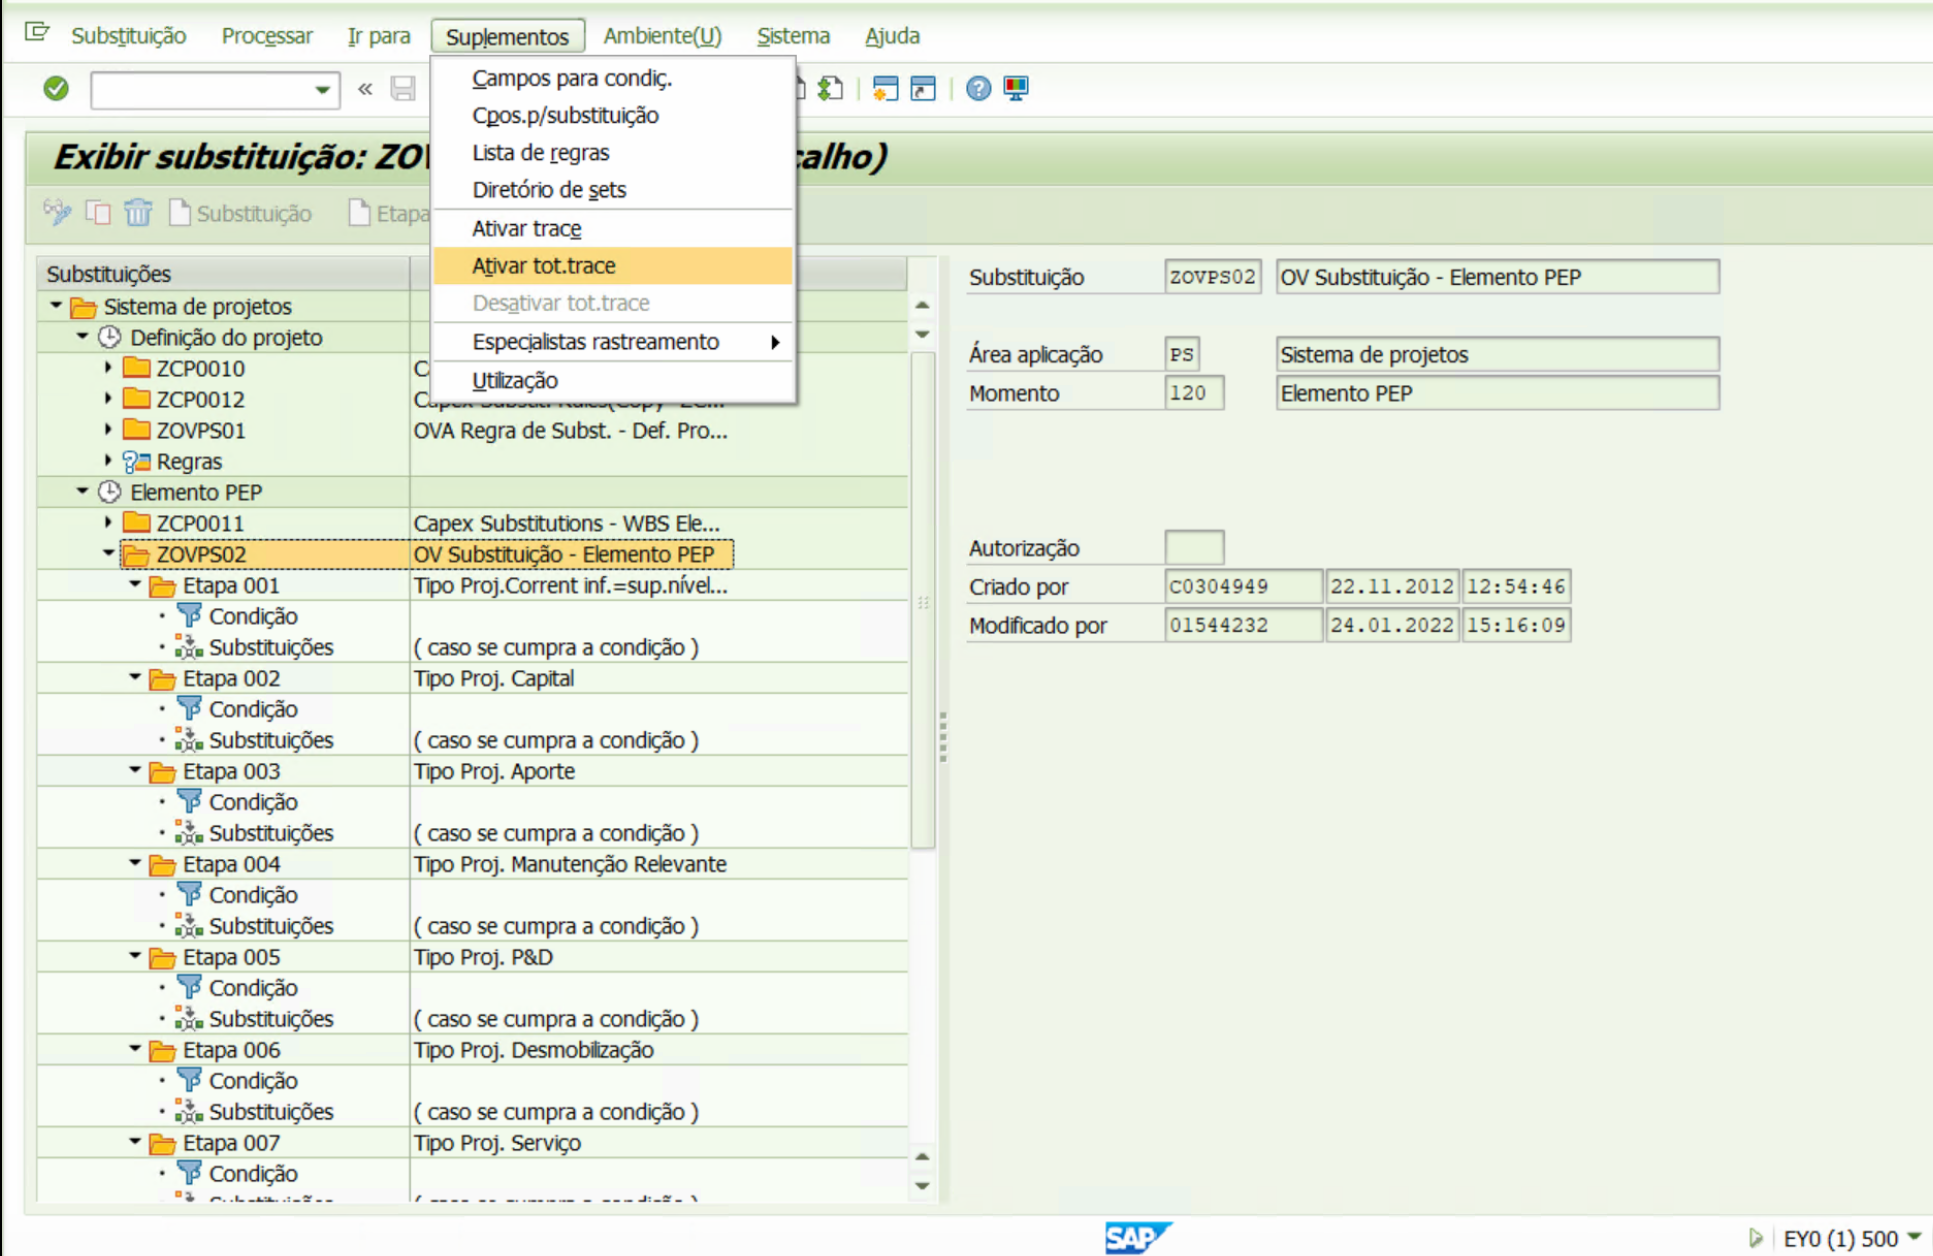 Substituição Processar Ir para Suplementos Ambiente(U) Sistema Ajuda
Campos para condiç.
Cpos.p/substituição
Lista de regras
Diretório de sets
Ativar trace
Ativar tot.trace
Desativar tot.trace
Especialistas rastreamento
Utilização
Exibir substituição: ZOV
calho)
Substituição Etapa
Substituições
Sistema de projetos
Definição do projeto
ZCP0010
ZCP0012
ZOVPS01 OVA Regra de Subst. - Def. Pro...
Regras
Elemento PEP
ZCP0011 Capex Substitutions - WBS Ele...
ZOVPS02 OV Substituição - Elemento PEP
Etapa 001 Tipo Proj.Corrent inf.=sup.nível...
Condição
Substituições ( caso se cumpra a condição )
Etapa 002 Tipo Proj. Capital
Condição
Substituições ( caso se cumpra a condição )
Etapa 003 Tipo Proj. Aporte
Condição
Substituições ( caso se cumpra a condição )
Etapa 004 Tipo Proj. Manutenção Relevante
Condição
Substituições ( caso se cumpra a condição )
Etapa 005 Tipo Proj. P&D
Condição
Substituições ( caso se cumpra a condição )
Etapa 006 Tipo Proj. Desmobilização
Condição
Substituições ( caso se cumpra a condição )
Etapa 007 Tipo Proj. Serviço
Condição
Substituição ZOVPS02 OV Substituição - Elemento PEP
Área aplicação PS Sistema de projetos
Momento 120 Elemento PEP
Autorização
Criado por C0304949 22.11.2012 12:54:46
Modificado por 01544232 24.01.2022 15:16:09
SAP
EY0 (1) 500